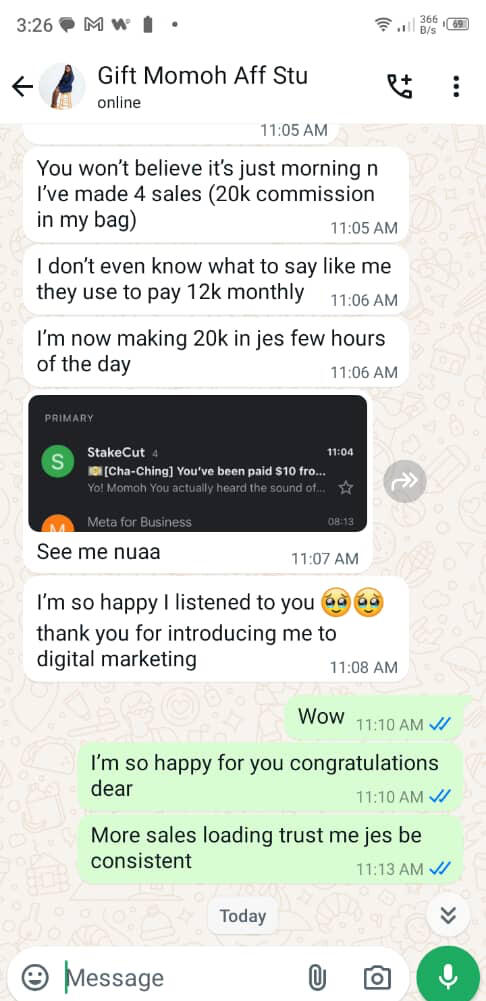 3:26
366
B/s
69
Gift Momoh Aff Stu
online
11:05 AM
You won't believe it's just morning n
I've made 4 sales (20k commission
in my bag)
11:05 AM
I don't even know what to say like me
they use to pay 12k monthly
11:06 AM
I'm now making 20k in jes few hours
of the day
11:06 AM
PRIMARY
S
StakeCut 4
11:04
[Cha-Ching] You've been paid $10 fro...
Yo! Momoh You actually heard the sound of...
M
Meta for Business
08:13
See me nuaa
11:07 AM
I'm so happy I listened to you 🥹🥹
thank you for introducing me to
digital marketing
11:08 AM
Wow
11:10 AM
I'm so happy for you congratulations
dear
11:10 AM
More sales loading trust me jes be
consistent
11:13 AM
Today
Message